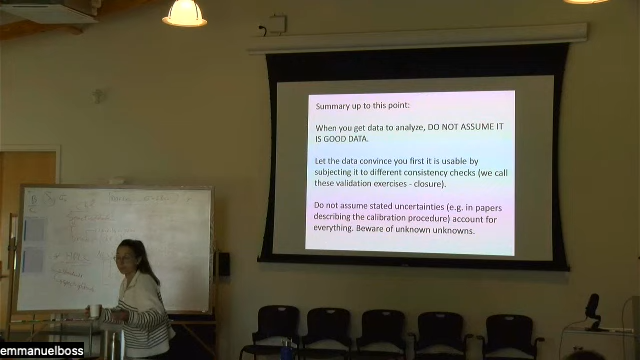 Summary up to this point:
When you get data to analyze, DO NOT ASSUME IT
IS GOOD DATA.
Let the data convince you first it is usable by
subjecting it to different consistency checks (we call
these validation exercises - closure).
Do not assume stated uncertainties (e.g. in papers
describing the calibration procedure) account for
everything. Beware of unknown unknowns.
emmanuelboss